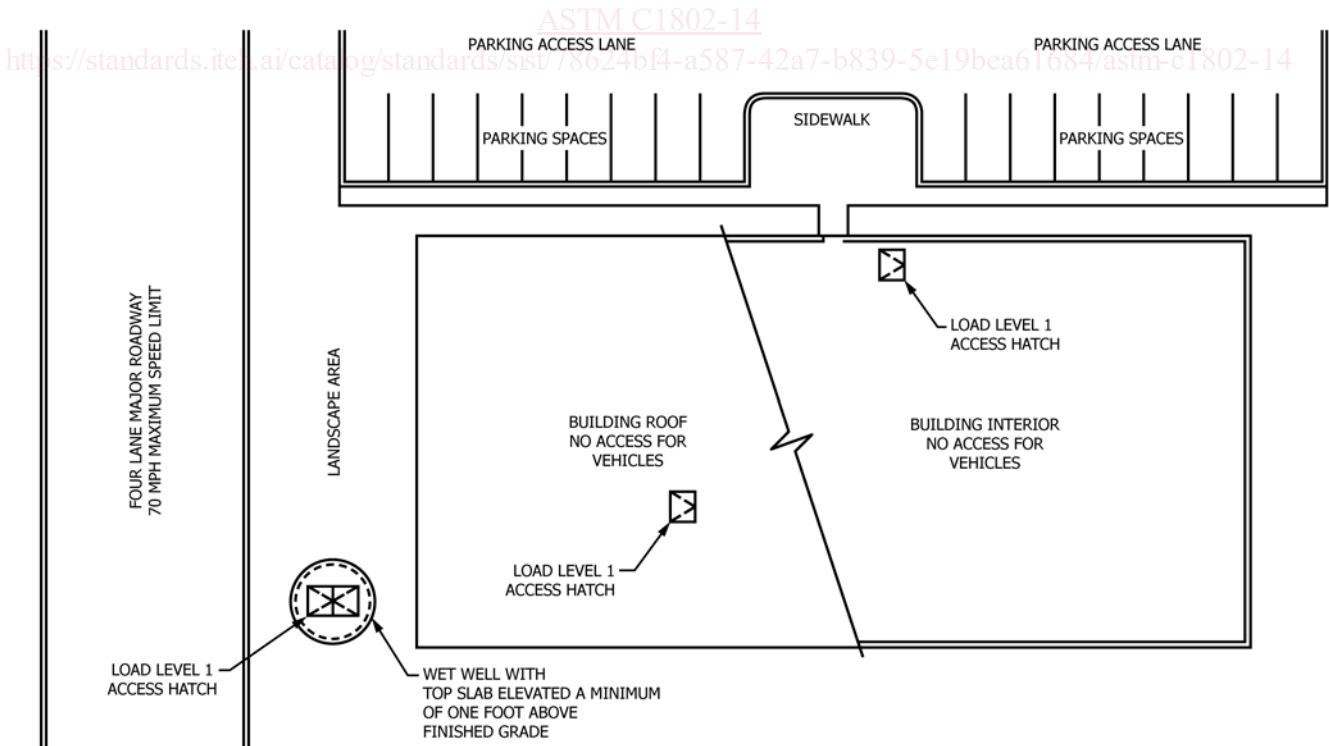 ASTM C1802-14
https://standards.iteh.ai/catalog/standards/sist/78624bf4-a587-42a7-b839-5e19bea61684/astm-c1802-14
PARKING ACCESS LANE
PARKING ACCESS LANE
SIDEWALK
PARKING SPACES
PARKING SPACES
FOUR LANE MAJOR ROADWAY
70 MPH MAXIMUM SPEED LIMIT
LANDSCAPE AREA
LOAD LEVEL 1
ACCESS HATCH
BUILDING ROOF
NO ACCESS FOR
VEHICLES
BUILDING INTERIOR
NO ACCESS FOR
VEHICLES
LOAD LEVEL 1
ACCESS HATCH
LOAD LEVEL 1
ACCESS HATCH
WET WELL WITH
TOP SLAB ELEVATED A MINIMUM
OF ONE FOOT ABOVE
FINISHED GRADE